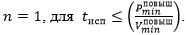 n = 1, для t_исп ≤ (p_min^повыш / V_min^повыш)